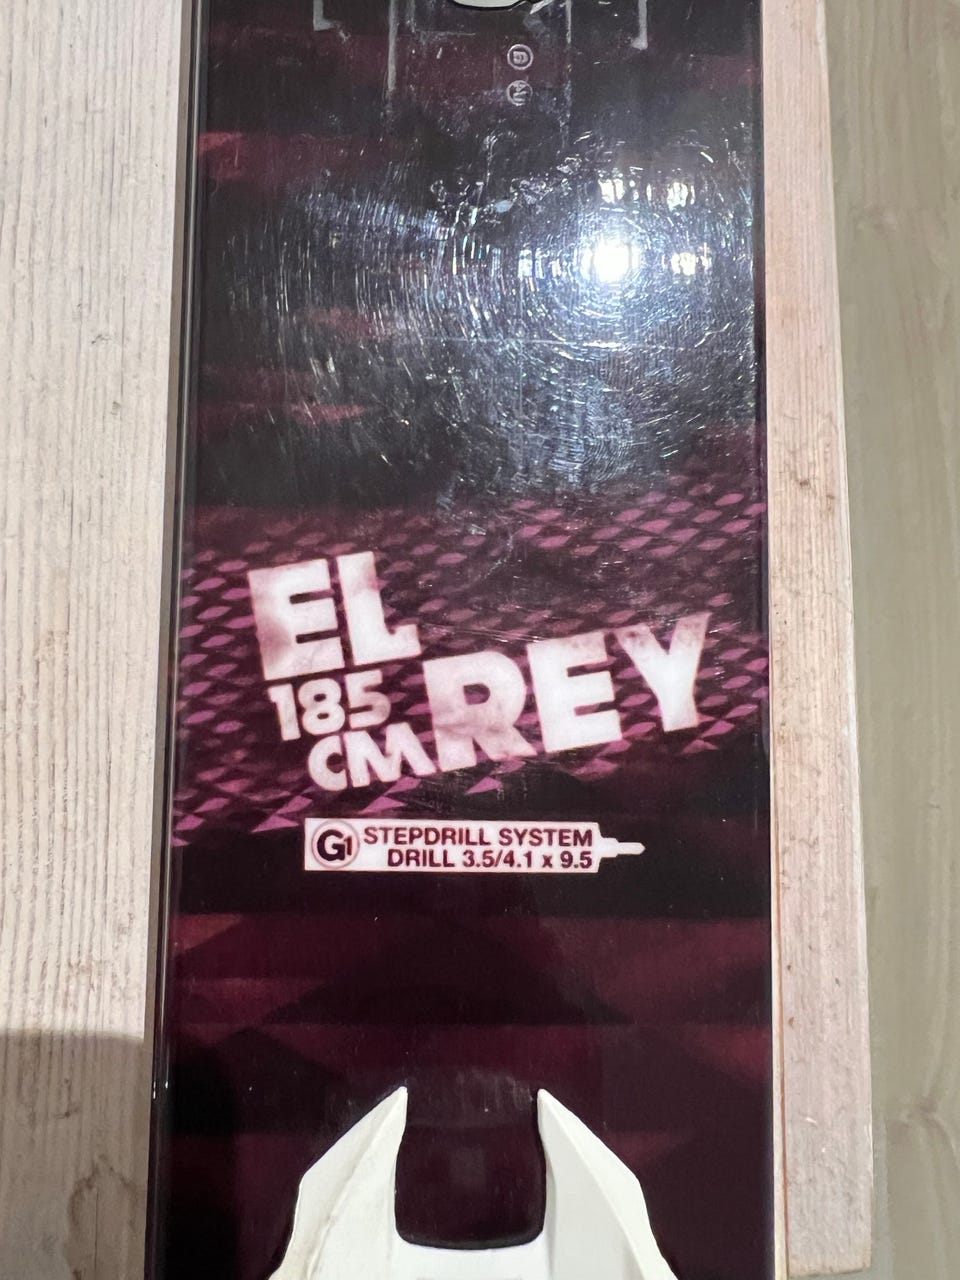 EL
185
CM REY
G1 STEPDRILL SYSTEM
DRILL 3.5/4.1 x 9.5